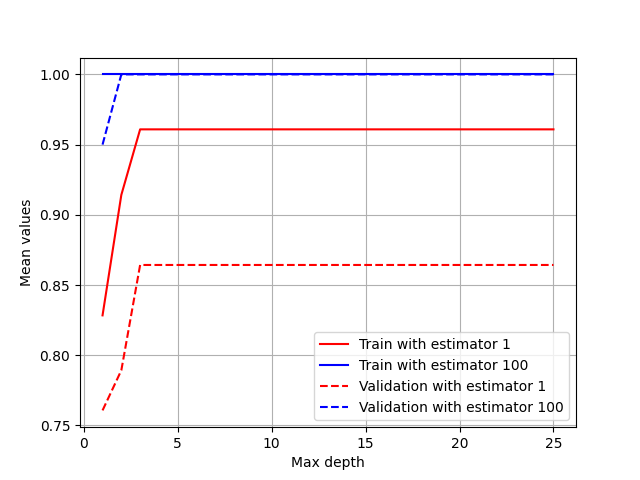 1.00
0.95
0.90
0.85
0.80
0.75
Mean values
0
5
10
15
20
25
Max depth
Train with estimator 1
Train with estimator 100
Validation with estimator 1
Validation with estimator 100